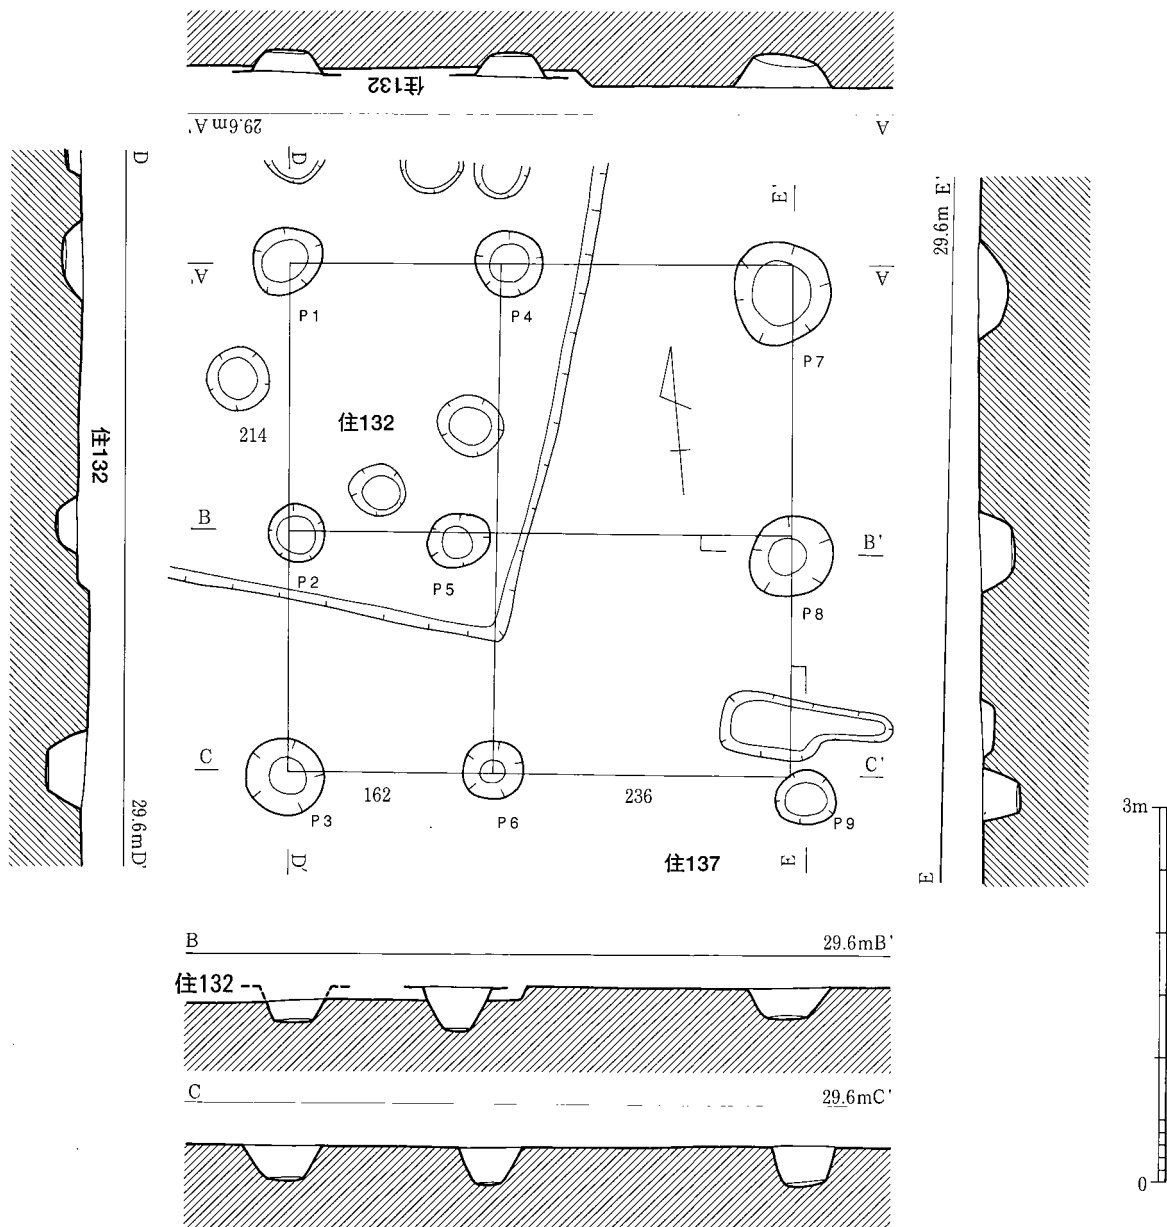 住132
29.6m A'
A
D
D
E'
29.6m E'
A'
A
P1
P4
P7
住132
214
住132
B
B'
P2
P5
P8
C
C'
162
236
3m
29.6mD'
P3
P6
P9
D'
住137
E
E
B
29.6mB'
住132
C
29.6mC'
0